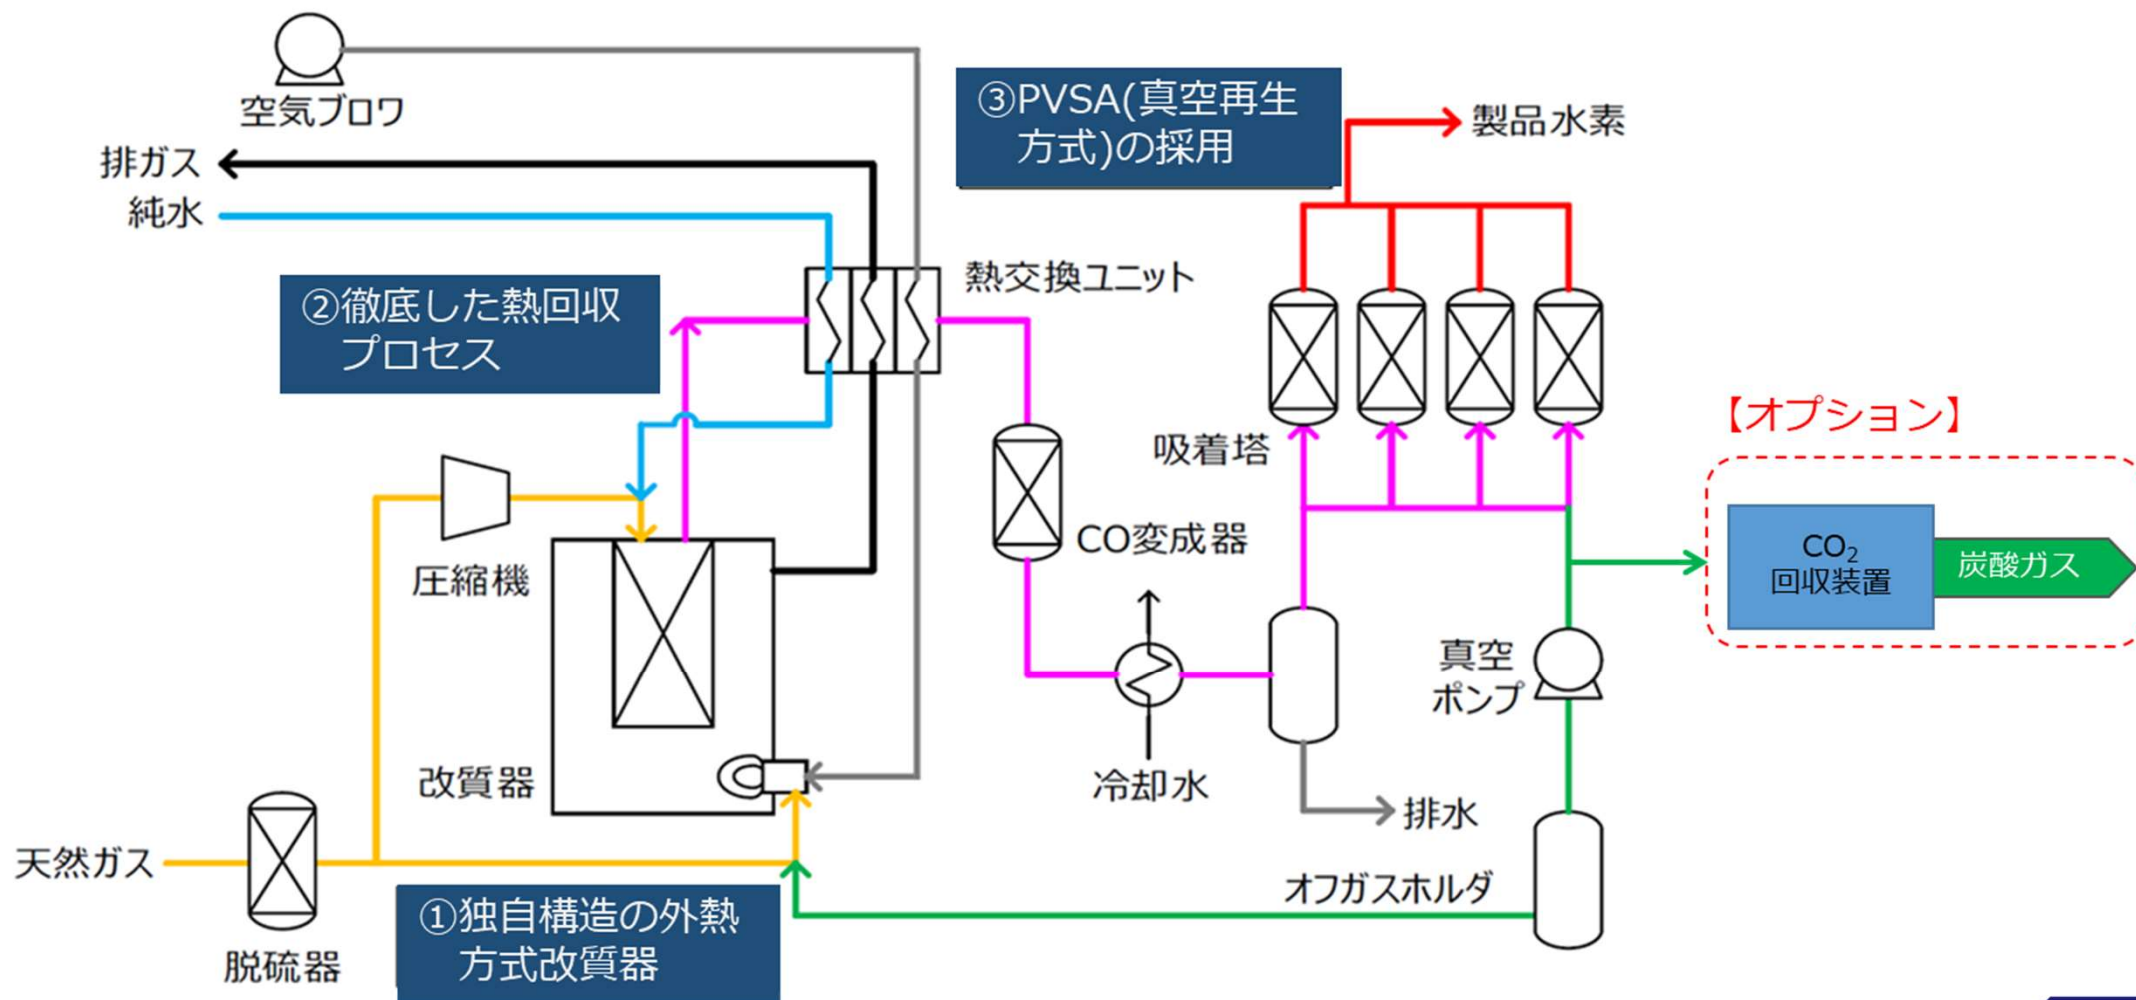 空気ブロワ
排ガス
純水
③PVSA(真空再生
方式)の採用
製品水素
②徹底した熱回収
プロセス
熱交換ユニット
【オプション】
吸着塔
圧縮機
CO変成器
CO₂
回収装置
炭酸ガス
真空
ポンプ
改質器
冷却水
排水
天然ガス
オフガスホルダ
①独自構造の外熱
方式改質器
脱硫器